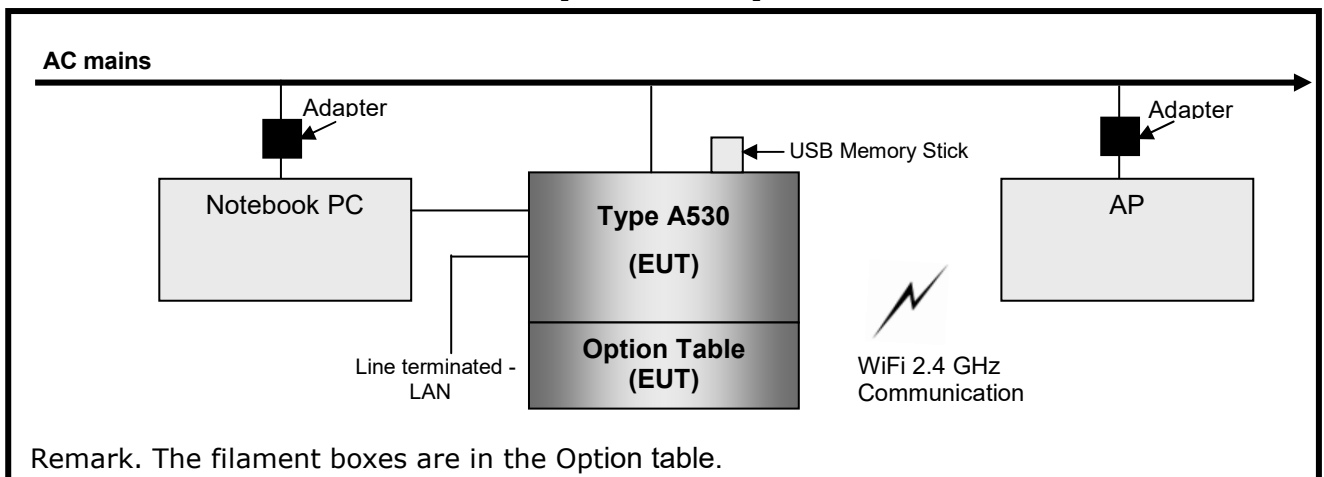 AC mains
Adapter
Adapter
USB Memory Stick
Notebook PC
Type A530
(EUT)
AP
Option Table
(EUT)
Line terminated -
LAN
WiFi 2.4 GHz
Communication
Remark. The filament boxes are in the Option table.